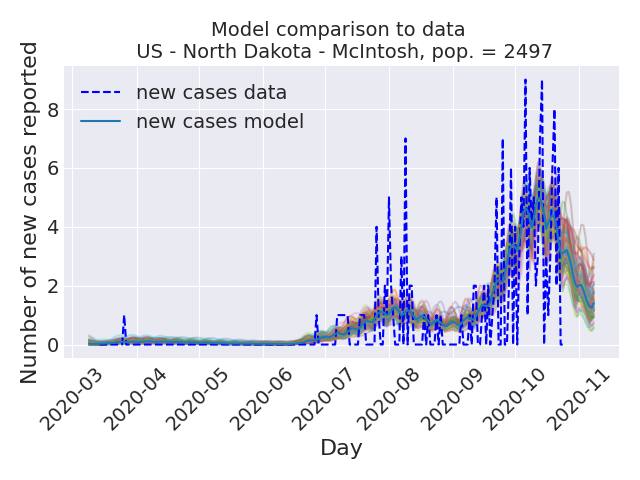 Model comparison to data
US - North Dakota - McIntosh, pop. = 2497
new cases data
new cases model
Number of new cases reported
8
6
4
2
0
2020-03
2020-04
2020-05
2020-06
2020-07
2020-08
2020-09
2020-10
2020-11
Day